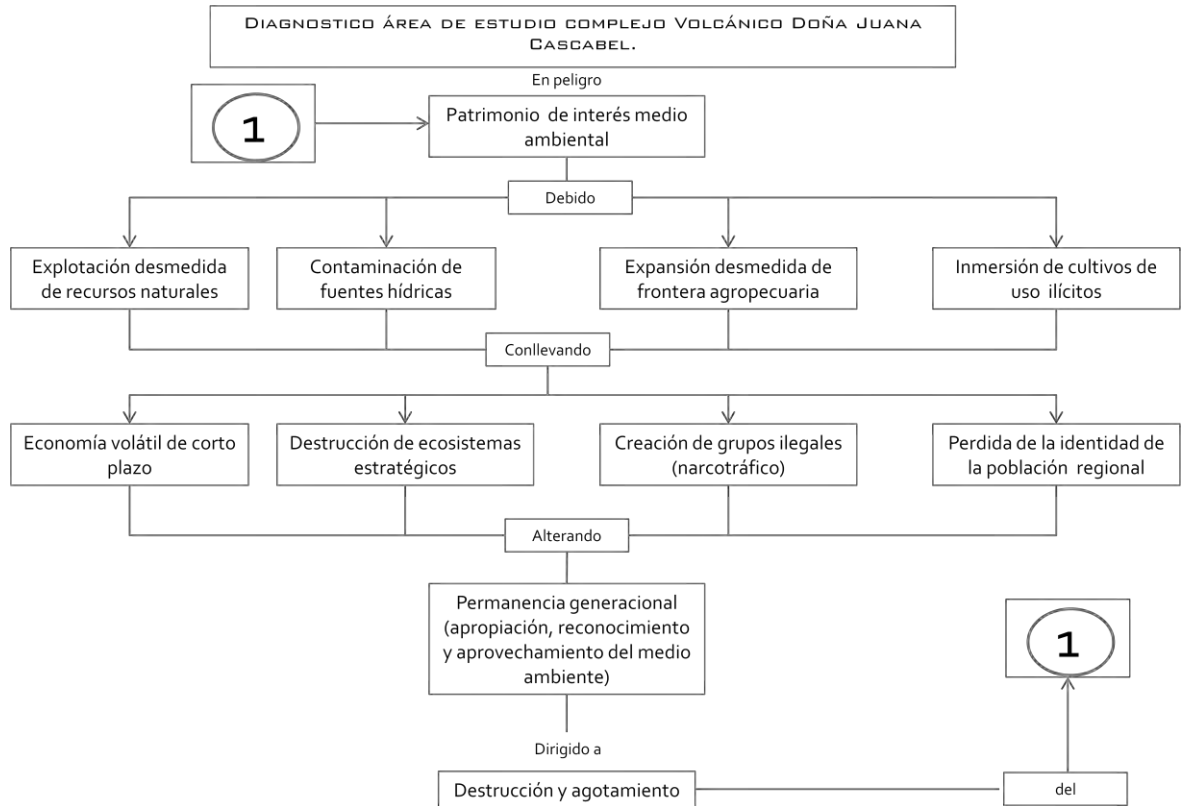 DIAGNOSTICO ÁREA DE ESTUDIO COMPLEJO VOLCÁNICO DOÑA JUANA
CASCABEL.
En peligro
1
Patrimonio de interés medio
ambiental
Debido
Explotación desmedida
de recursos naturales
Contaminación de
fuentes hídricas
Expansión desmedida de
frontera agropecuaria
Inmersión de cultivos de
uso ilícitos
Conllevando
Economía volátil de corto
plazo
Destrucción de ecosistemas
estratégicos
Creación de grupos ilegales
(narcotráfico)
Perdida de la identidad de
la población regional
Alterando
Permanencia generacional
(apropiación, reconocimiento
y aprovechamiento del medio
ambiente)
1
Dirigido a
Destrucción y agotamiento
del